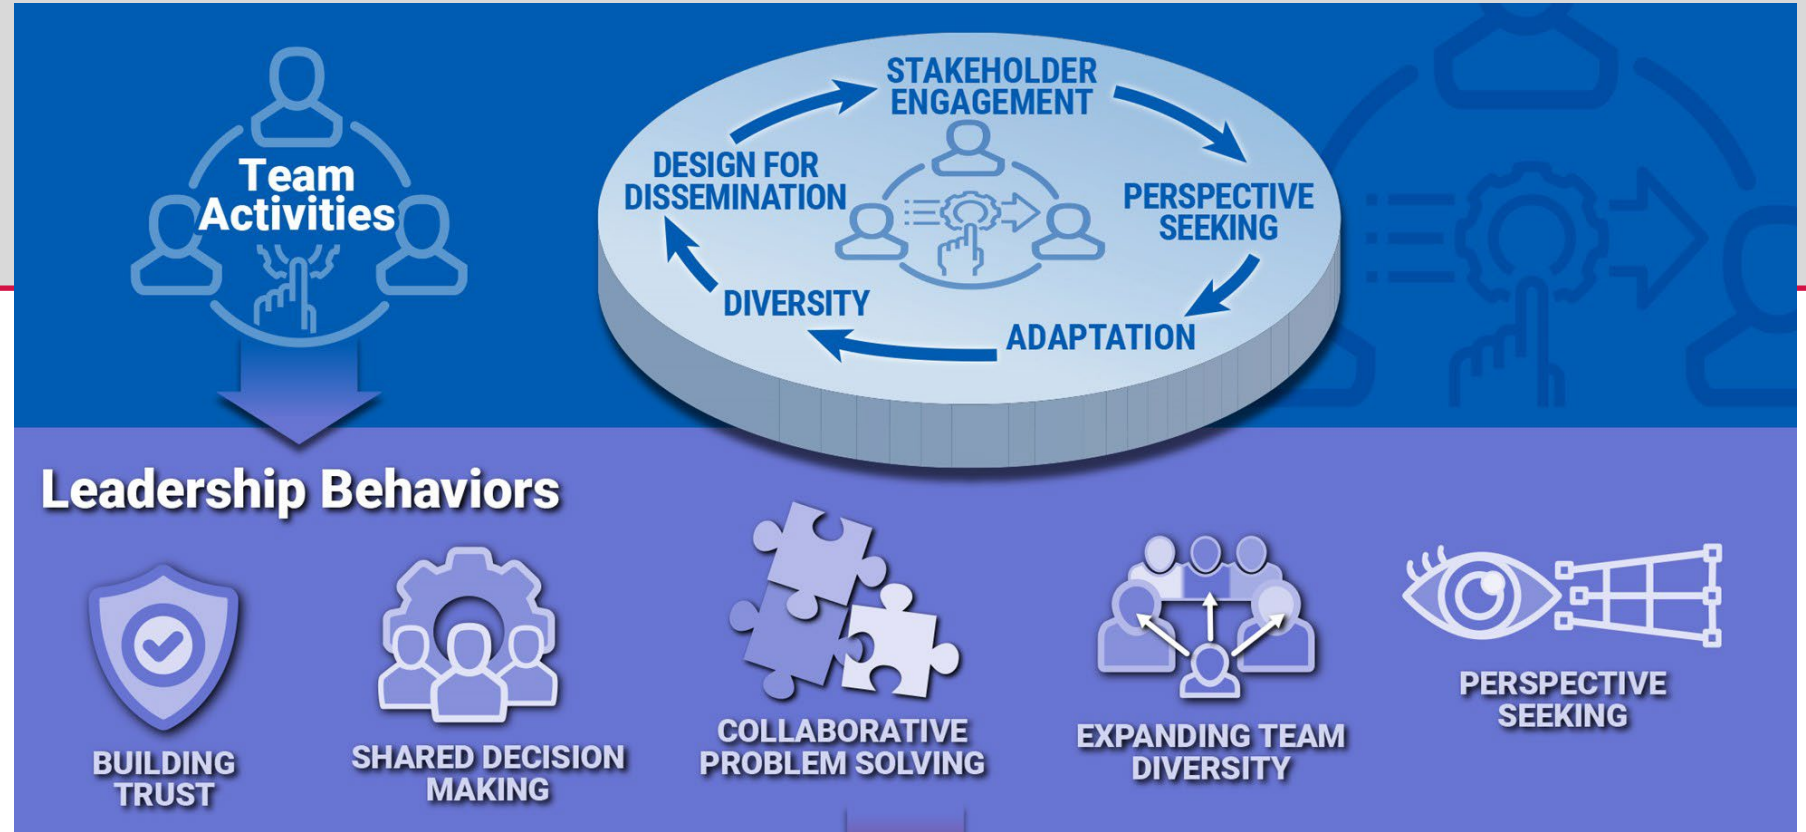 Team
Activities
STAKEHOLDER
ENGAGEMENT
PERSPECTIVE
SEEKING
ADAPTATION
DIVERSITY
DESIGN FOR
DISSEMINATION
Leadership Behaviors
BUILDING
TRUST
SHARED DECISION
MAKING
COLLABORATIVE
PROBLEM SOLVING
EXPANDING TEAM
DIVERSITY
PERSPECTIVE
SEEKING